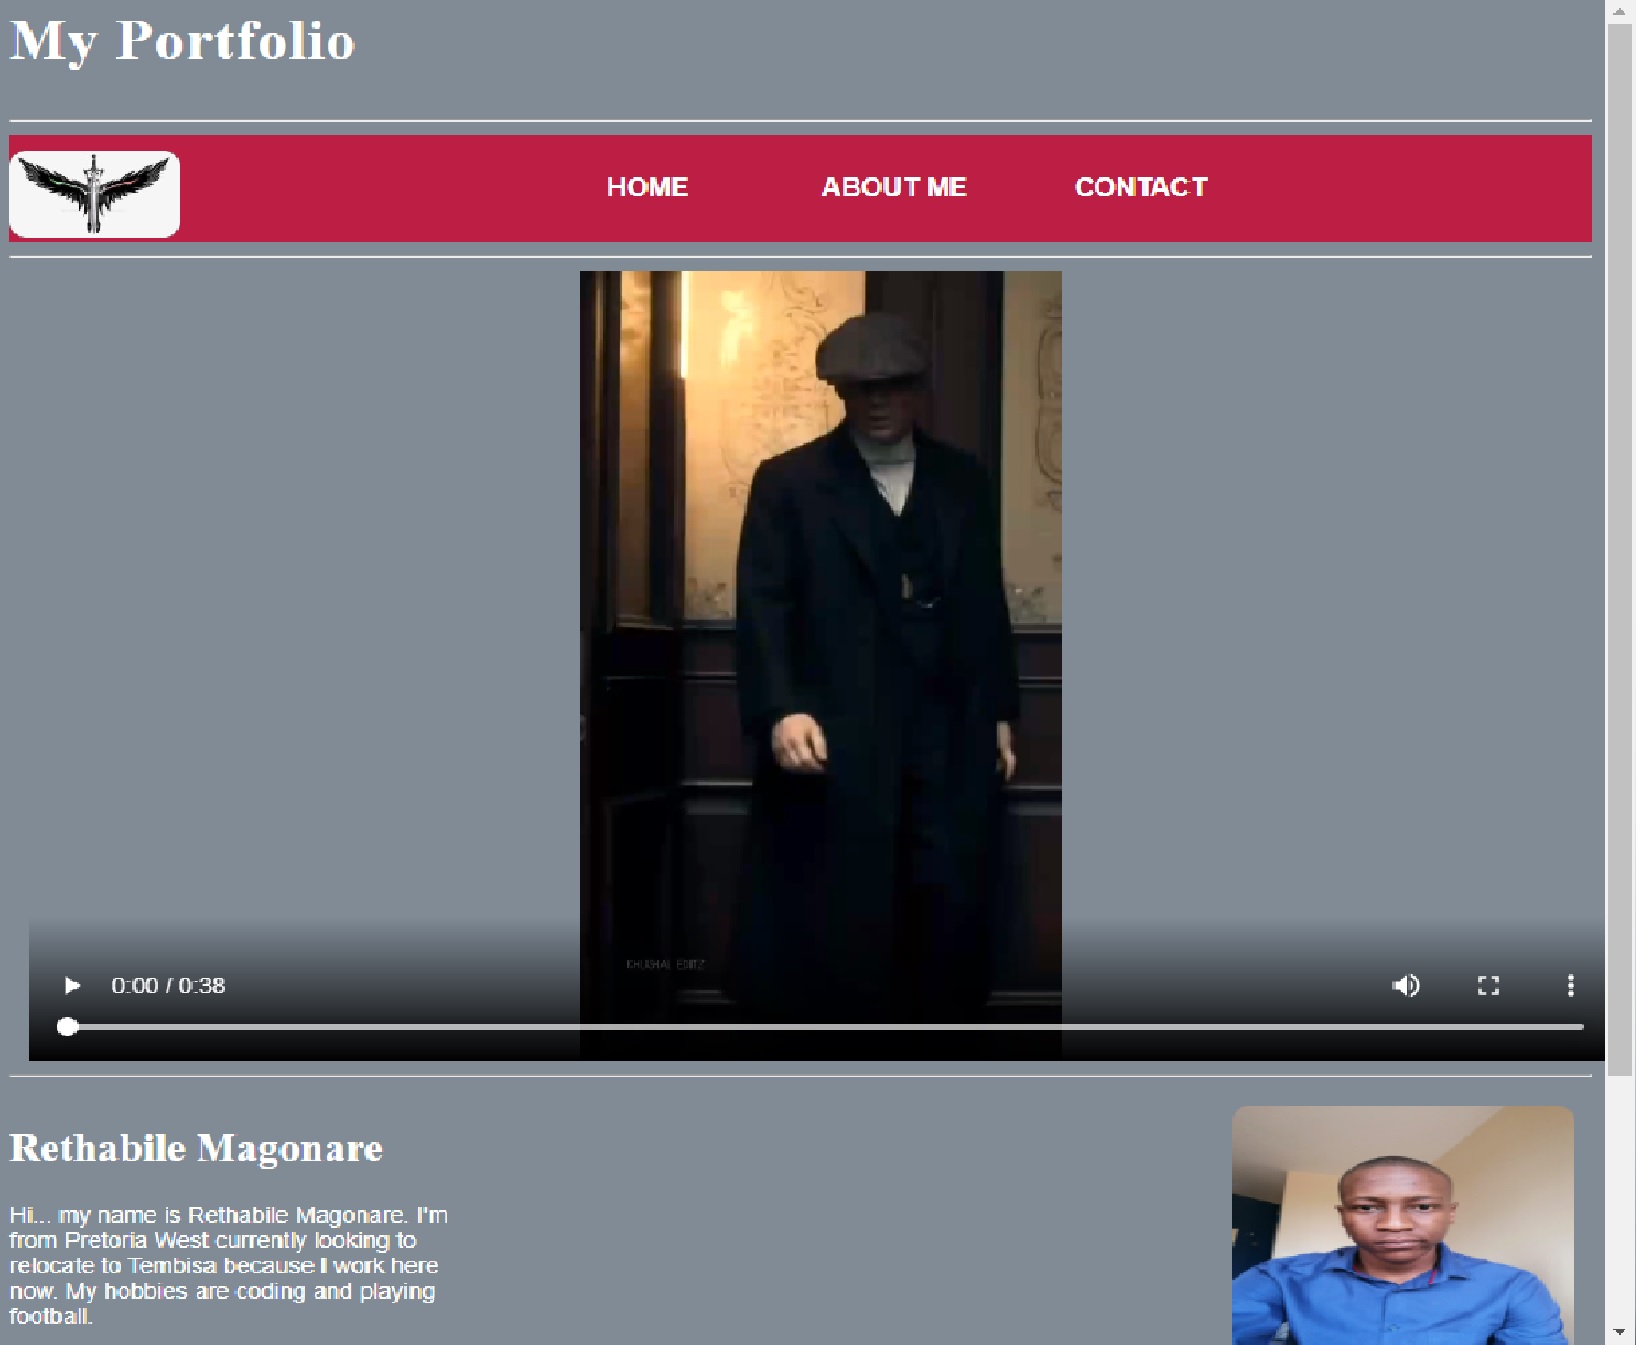 My Portfolio
HOME ABOUT ME CONTACT
KHUSHAL EDITZ
0:00 / 0:38
Rethabile Magonare
Hi... my name is Rethabile Magonare. I'm
from Pretoria West currently looking to
relocate to Tembisa because I work here
now. My hobbies are coding and playing
football.